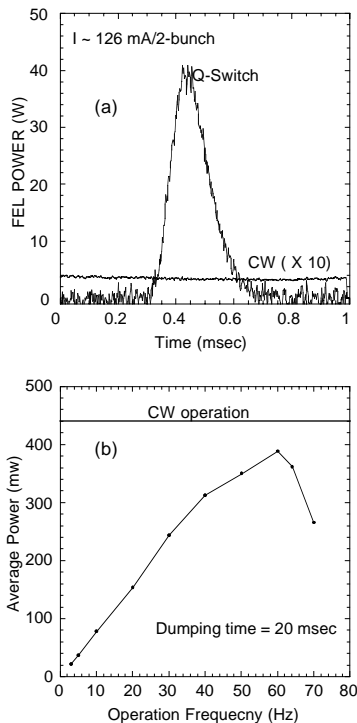 I ~ 126 mA/2-bunch
Q-Switch
(a)
CW ( X 10)
FEL POWER (W)
50
40
30
20
10
0
0 0.2 0.4 0.6 0.8 1
Time (msec)
CW operation
(b)
Dumping time = 20 msec
Average Power (mw)
500
400
300
200
100
0
0 10 20 30 40 50 60 70 80
Operation Frequecny (Hz)